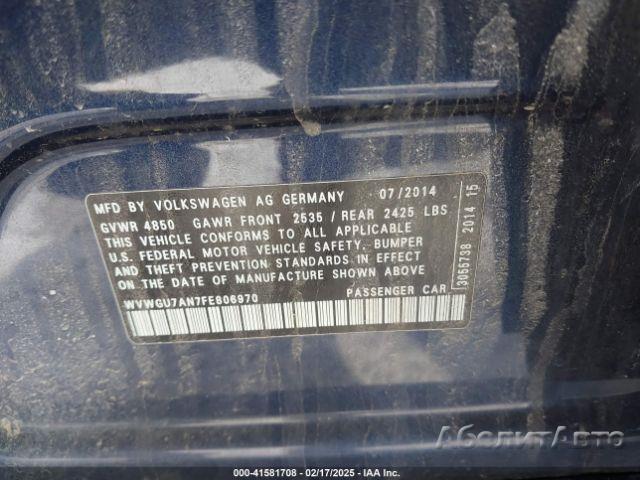 MFD BY VOLKSWAGEN AG GERMANY 07/2014
GVWR 4850 GAWR FRONT 2535 / REAR 2425 LBS
THIS VEHICLE CONFORMS TO ALL APPLICABLE
U.S. FEDERAL MOTOR VEHICLE SAFETY, BUMPER
AND THEFT PREVENTION STANDARDS IN EFFECT
ON THE DATE OF MANUFACTURE SHOWN ABOVE
WVWGU7AN7FE806970 PASSENGER CAR
3055738 2014 15
АбсолютАвто
000-41581708 - 02/17/2025 - IAA Inc.